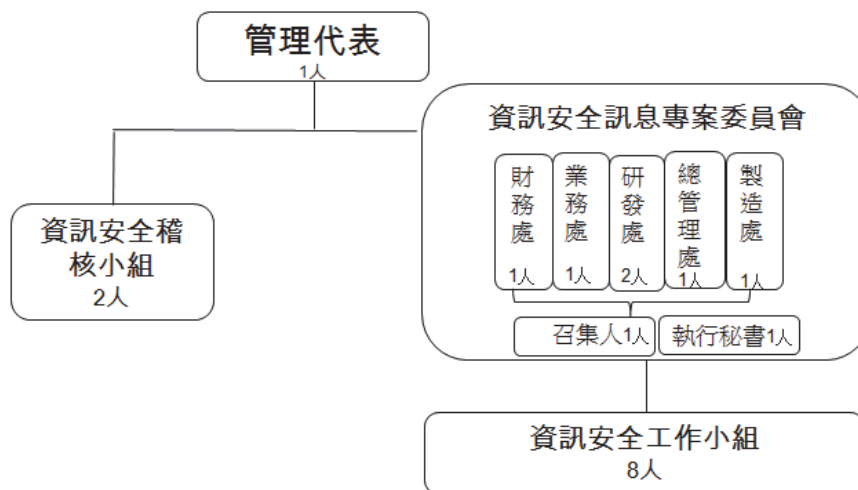 管理代表
1人
資訊安全訊息專案委員會
財務處
1人
業務處
1人
研發處
2人
總管理處
1人
製造處
1人
召集人1人
執行秘書1人
資訊安全稽
核小組
2人
資訊安全工作小組
8人